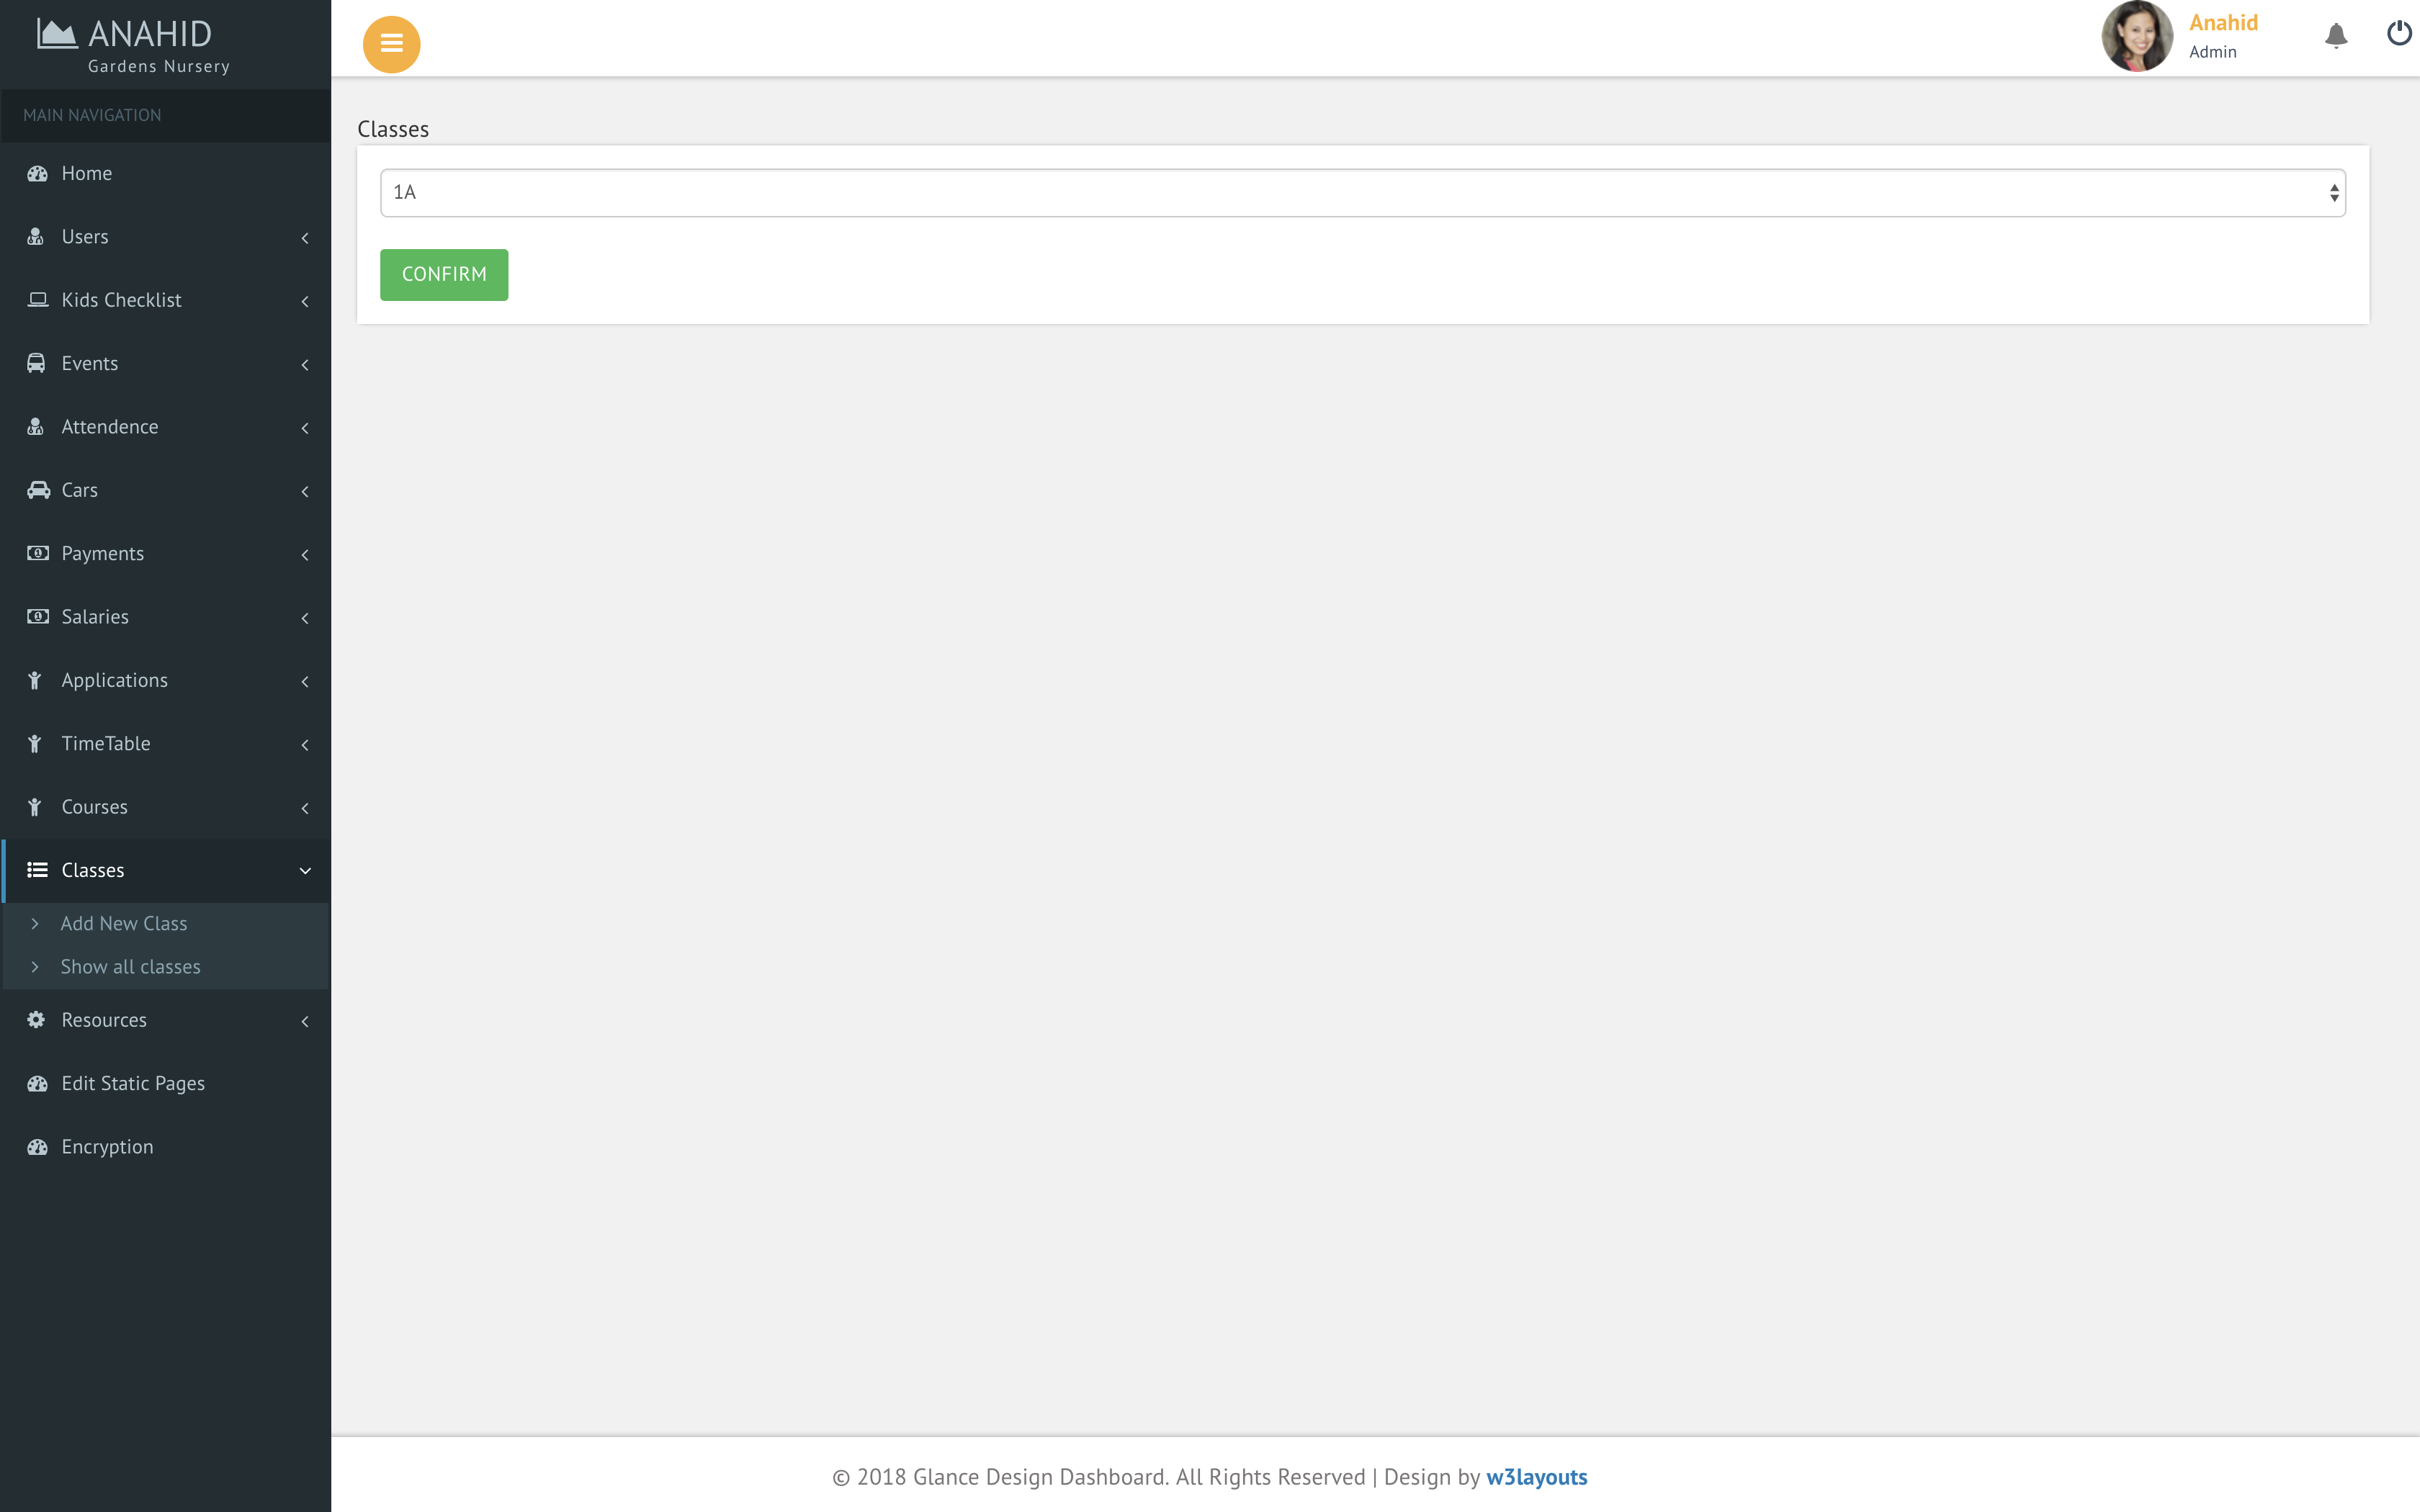 ANAHID
Gardens Nursery
MAIN NAVIGATION
Home
Users
Kids Checklist
Events
Attendence
Cars
Payments
Salaries
Applications
TimeTable
Courses
Classes
Add New Class
Show all classes
Resources
Edit Static Pages
Encryption
Anahid
Admin
Classes
1A
CONFIRM
© 2018 Glance Design Dashboard. All Rights Reserved | Design by w3layouts